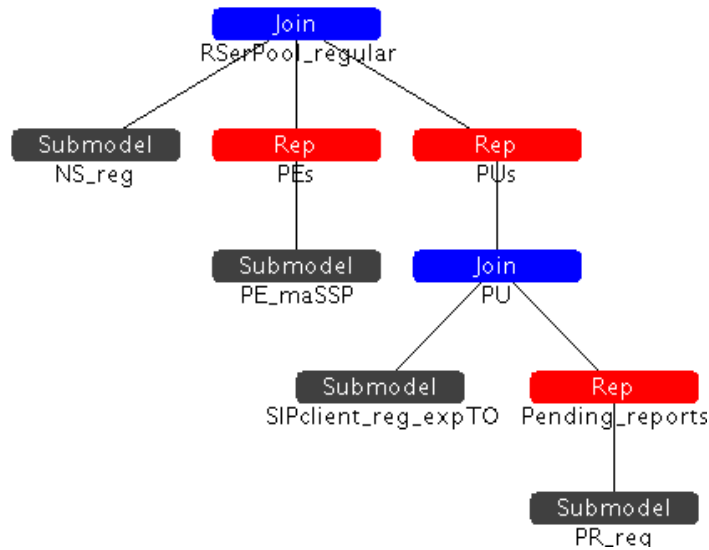 Join
RSerPool_regular
Submodel
NS_reg
Rep
PEs
Rep
PUs
Submodel
PE_maSSP
Join
PU
Submodel
SIPclient_reg_expTO
Rep
Pending_reports
Submodel
PR_reg